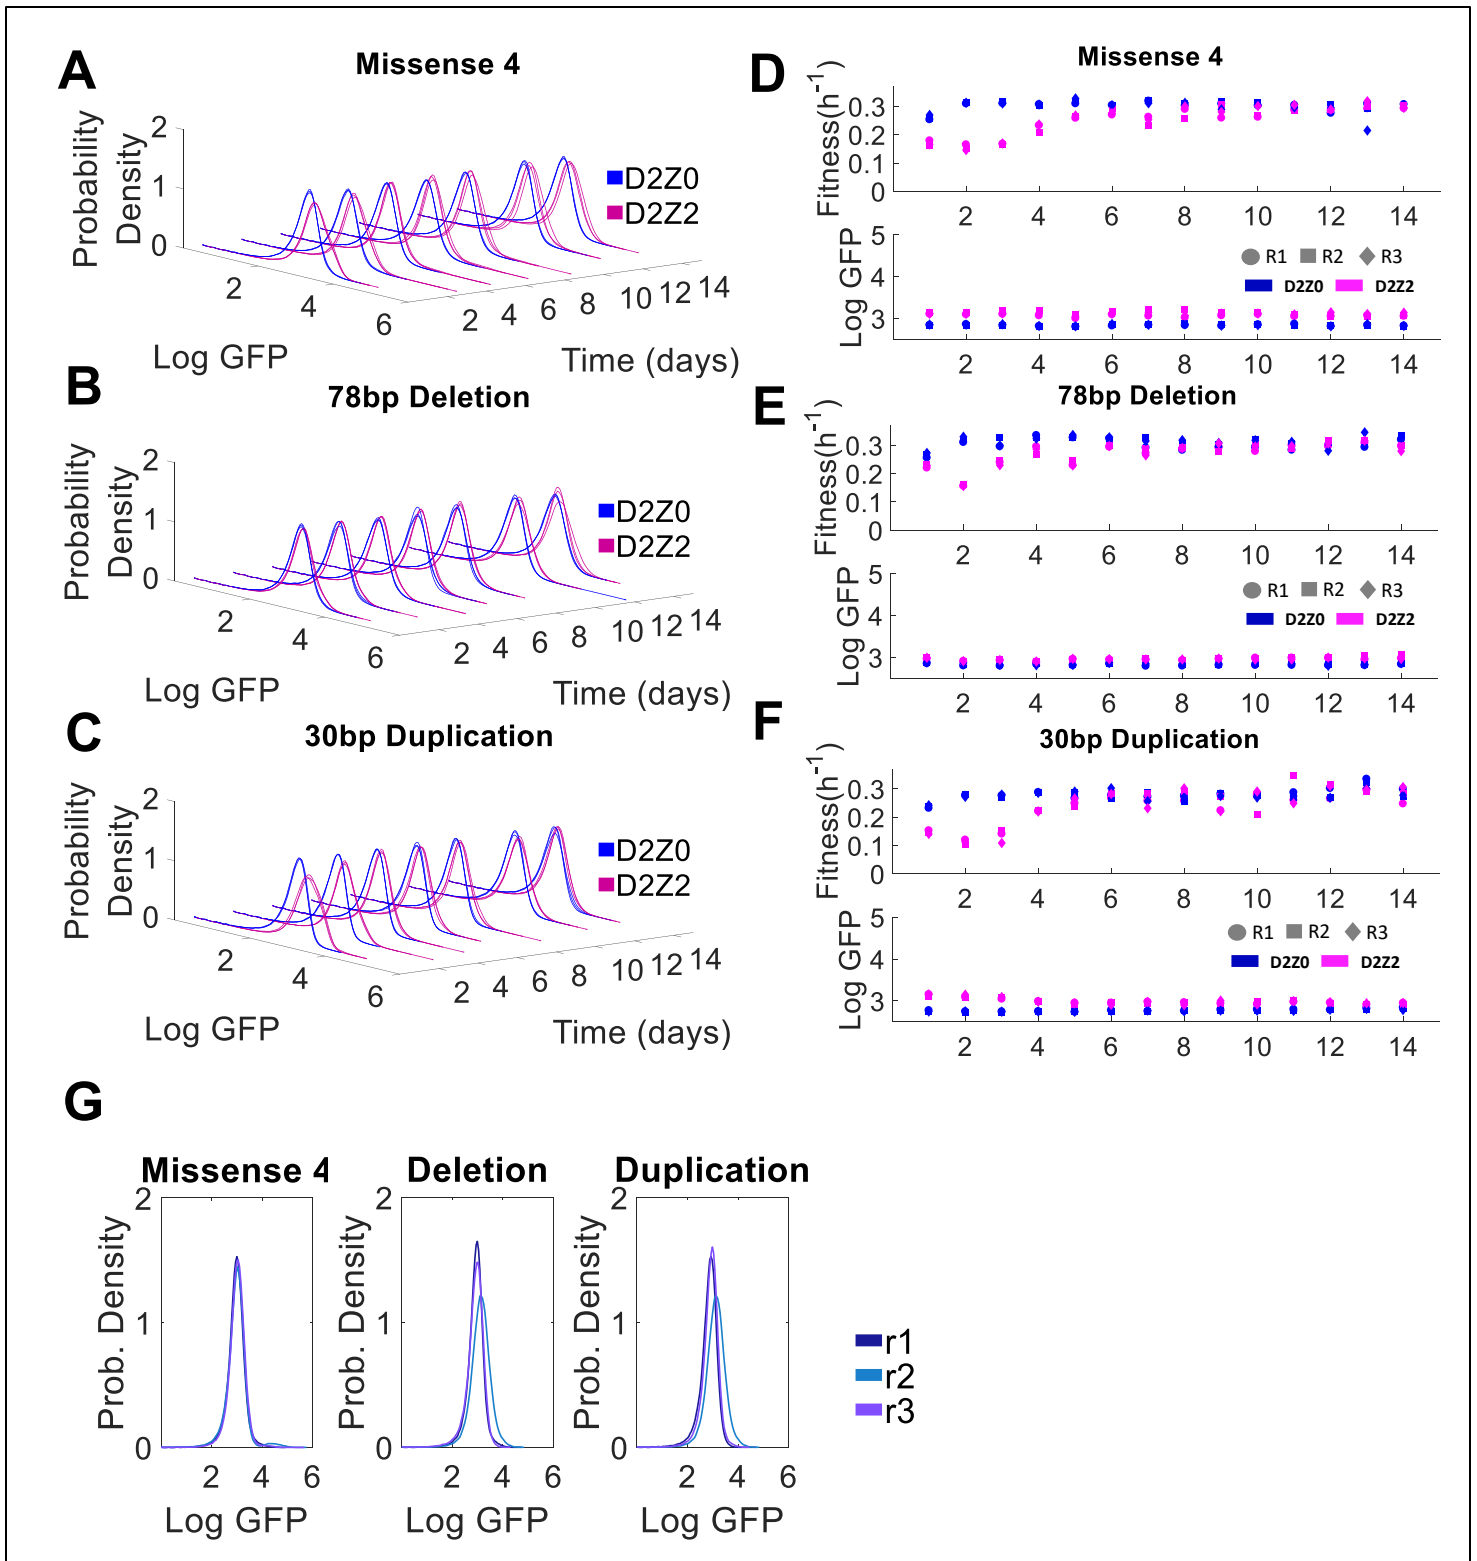 A
Missense 4
Probability
Density
2
1
0
D2Z0
D2Z2
2
4
6
2 4 6 8 10 12 14
Log GFP
Time (days)
B
78bp Deletion
Probability
Density
2
1
0
D2Z0
D2Z2
2
4
6
2 4 6 8 10 12 14
Log GFP
Time (days)
C
30bp Duplication
Probability
Density
2
1
0
D2Z0
D2Z2
2
4
6
2 4 6 8 10 12 14
Log GFP
Time (days)
D
Missense 4
Fitness(h⁻¹)
0.3
0.2
0.1
0
2 4 6 8 10 12 14
Log GFP
5
4
3
R1 R2 R3
D2Z0 D2Z2
2 4 6 8 10 12 14
E
78bp Deletion
Fitness(h⁻¹)
0.3
0.2
0.1
0
2 4 6 8 10 12 14
Log GFP
5
4
3
R1 R2 R3
D2Z0 D2Z2
2 4 6 8 10 12 14
F
30bp Duplication
Fitness(h⁻¹)
0.3
0.2
0.1
0
2 4 6 8 10 12 14
Log GFP
5
4
3
R1 R2 R3
D2Z0 D2Z2
2 4 6 8 10 12 14
G
Missense 4
Prob. Density
2
1
0
2 4 6
Log GFP
Deletion
Prob. Density
2
1
0
2 4 6
Log GFP
Duplication
Prob. Density
2
1
0
2 4 6
Log GFP
r1
r2
r3